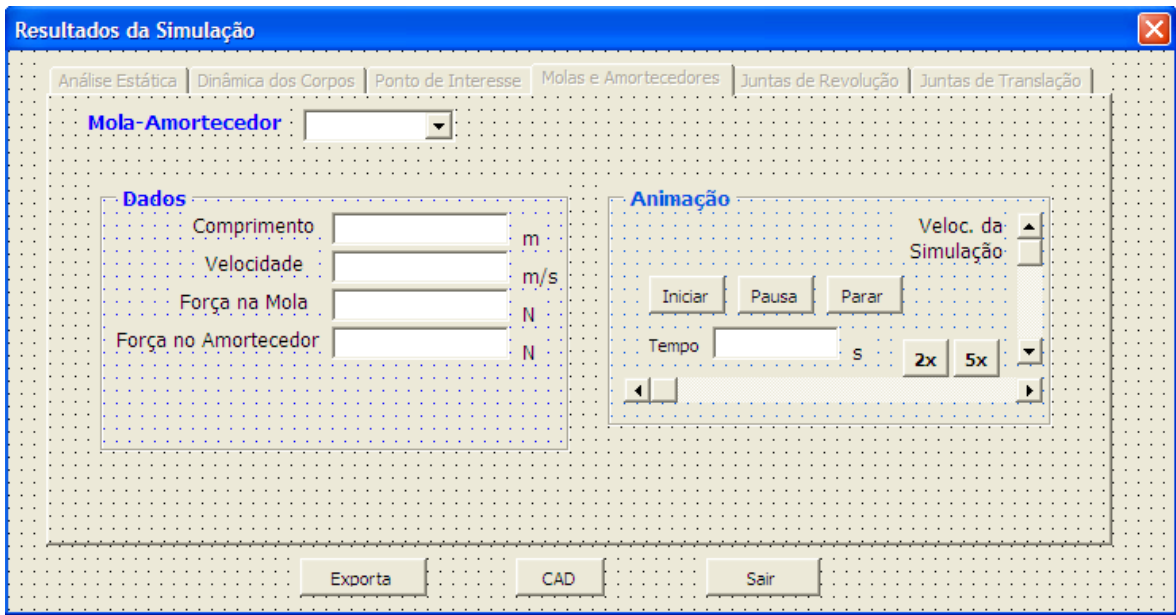 Resultados da Simulação
Análise Estática
Dinâmica dos Corpos
Ponto de Interesse
Molas e Amortecedores
Juntas de Revolução
Juntas de Translação
Mola-Amortecedor
Dados
Comprimento
m
Velocidade
m/s
Força na Mola
N
Força no Amortecedor
N
Animação
Veloc. da
Simulação
Iniciar
Pausa
Parar
Tempo
s
2x
5x
Exporta
CAD
Sair